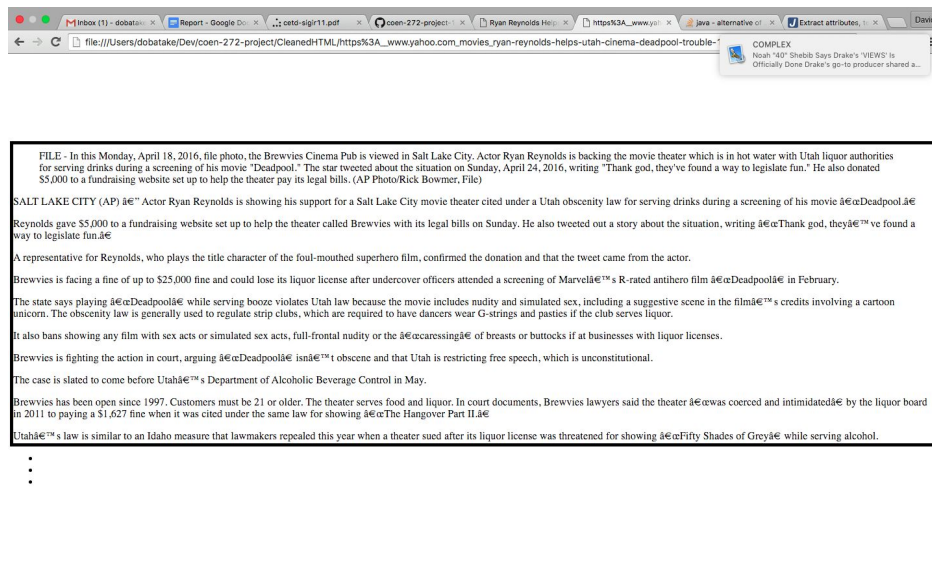 Inbox (1) - dobatak
Report - Google Doc
cetd-sigir11.pdf
coen-272-project-
Ryan Reynolds Help
https%3A__www.yah
java - alternative of
Extract attributes, t
Davi
file:///Users/dobatake/Dev/coen-272-project/CleanedHTML/https%3A__www.yahoo.com_movies_ryan-reynolds-helps-utah-cinema-deadpool-trouble-
COMPLEX
Noah "40" Shebib Says Drake's 'VIEWS' Is
Officially Done Drake's go-to producer shared a...
FILE - In this Monday, April 18, 2016, file photo, the Brewvies Cinema Pub is viewed in Salt Lake City. Actor Ryan Reynolds is backing the movie theater which is in hot water with Utah liquor authorities
for serving drinks during a screening of his movie "Deadpool." The star tweeted about the situation on Sunday, April 24, 2016, writing "Thank god, they've found a way to legislate fun." He also donated
$5,000 to a fundraising website set up to help the theater pay its legal bills. (AP Photo/Rick Bowmer, File)
SALT LAKE CITY (AP) â€” Actor Ryan Reynolds is showing his support for a Salt Lake City movie theater cited under a Utah obscenity law for serving drinks during a screening of his movie â€œDeadpool.â€
Reynolds gave $5,000 to a fundraising website set up to help the theater called Brewvies with its legal bills on Sunday. He also tweeted out a story about the situation, writing â€œThank god, theyâ€™ve found a
way to legislate fun.â€
A representative for Reynolds, who plays the title character of the foul-mouthed superhero film, confirmed the donation and that the tweet came from the actor.
Brewvies is facing a fine of up to $25,000 fine and could lose its liquor license after undercover officers attended a screening of Marvelâ€™s R-rated antihero film â€œDeadpoolâ€ in February.
The state says playing â€œDeadpoolâ€ while serving booze violates Utah law because the movie includes nudity and simulated sex, including a suggestive scene in the filmâ€™s credits involving a cartoon
unicorn. The obscenity law is generally used to regulate strip clubs, which are required to have dancers wear G-strings and pasties if the club serves liquor.
It also bans showing any film with sex acts or simulated sex acts, full-frontal nudity or the â€œcaressingâ€ of breasts or buttocks if at businesses with liquor licenses.
Brewvies is fighting the action in court, arguing â€œDeadpoolâ€ isnâ€™t obscene and that Utah is restricting free speech, which is unconstitutional.
The case is slated to come before Utahâ€™s Department of Alcoholic Beverage Control in May.
Brewvies has been open since 1997. Customers must be 21 or older. The theater serves food and liquor. In court documents, Brewvies lawyers said the theater â€œwas coerced and intimidatedâ€ by the liquor board
in 2011 to paying a $1,627 fine when it was cited under the same law for showing â€œThe Hangover Part II.â€
Utahâ€™s law is similar to an Idaho measure that lawmakers repealed this year when a theater sued after its liquor license was threatened for showing â€œFifty Shades of Greyâ€ while serving alcohol.